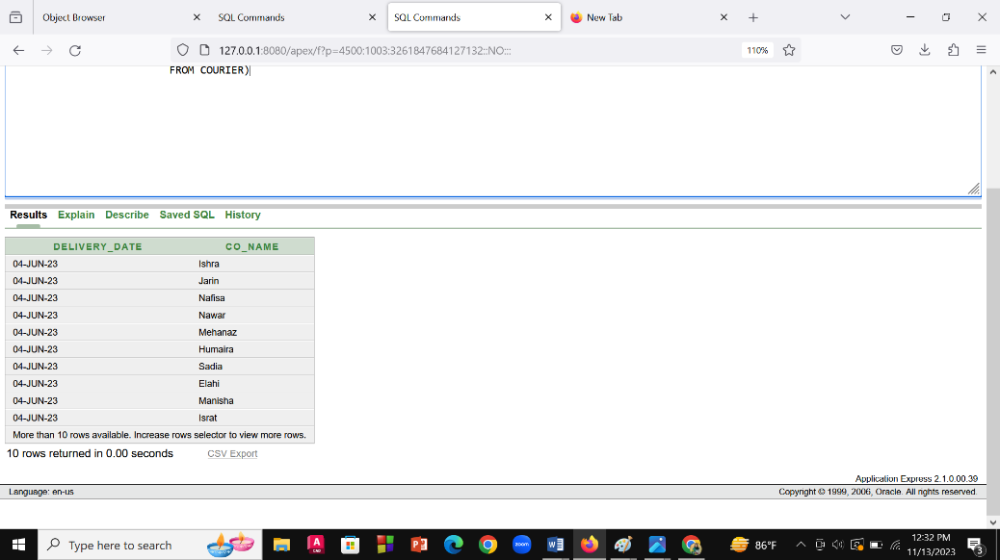 Object Browser
SQL Commands
SQL Commands
New Tab
127.0.0.1:8080/apex/f?p=4500:1003:3261847684127132::NO:::
110%
FROM COURIER)
Results Explain Describe Saved SQL History
DELIVERY_DATE CO_NAME
04-JUN-23 Ishra
04-JUN-23 Jarin
04-JUN-23 Nafisa
04-JUN-23 Nawar
04-JUN-23 Mehanaz
04-JUN-23 Humaira
04-JUN-23 Sadia
04-JUN-23 Elahi
04-JUN-23 Manisha
04-JUN-23 Israt
More than 10 rows available. Increase rows selector to view more rows.
10 rows returned in 0.00 seconds CSV Export
Application Express 2.1.0.00.39
Language: en-us Copyright © 1999, 2006, Oracle. All rights reserved.
Type here to search
A
CAD
P
zoom
W
86°F
12:32 PM
11/13/2023
3